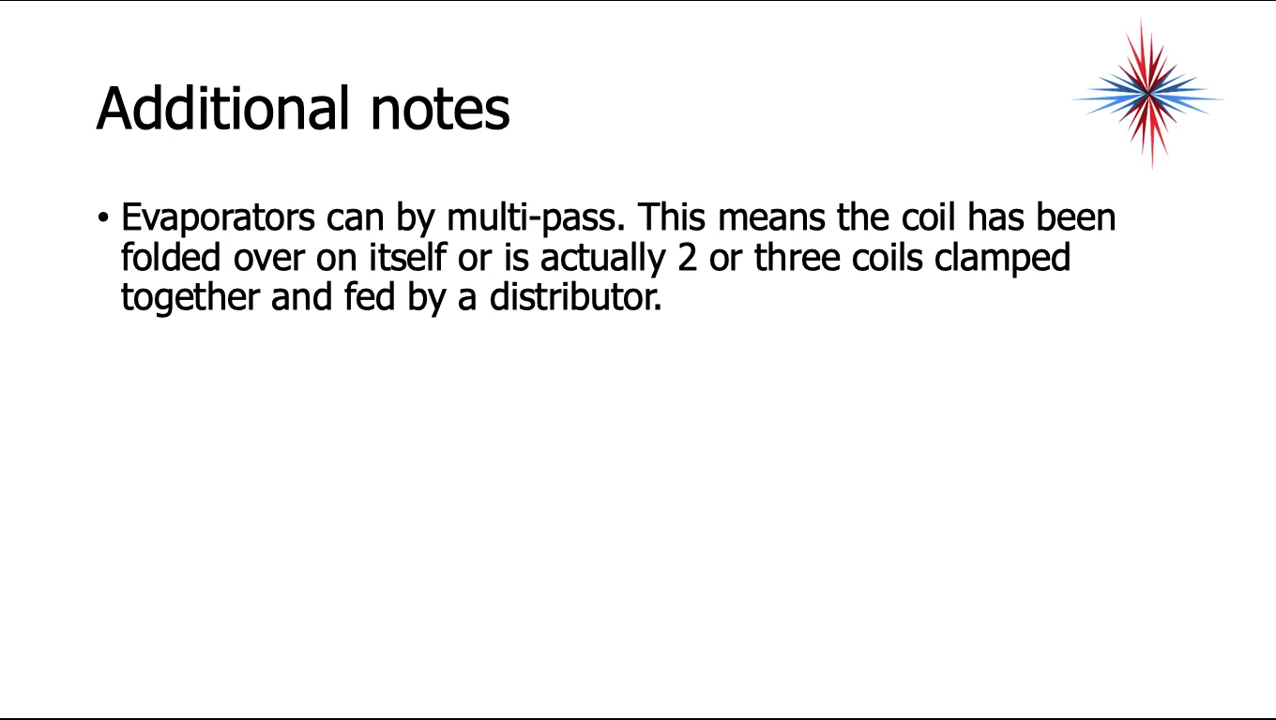 Additional notes
• Evaporators can by multi-pass. This means the coil has been
folded over on itself or is actually 2 or three coils clamped
together and fed by a distributor.